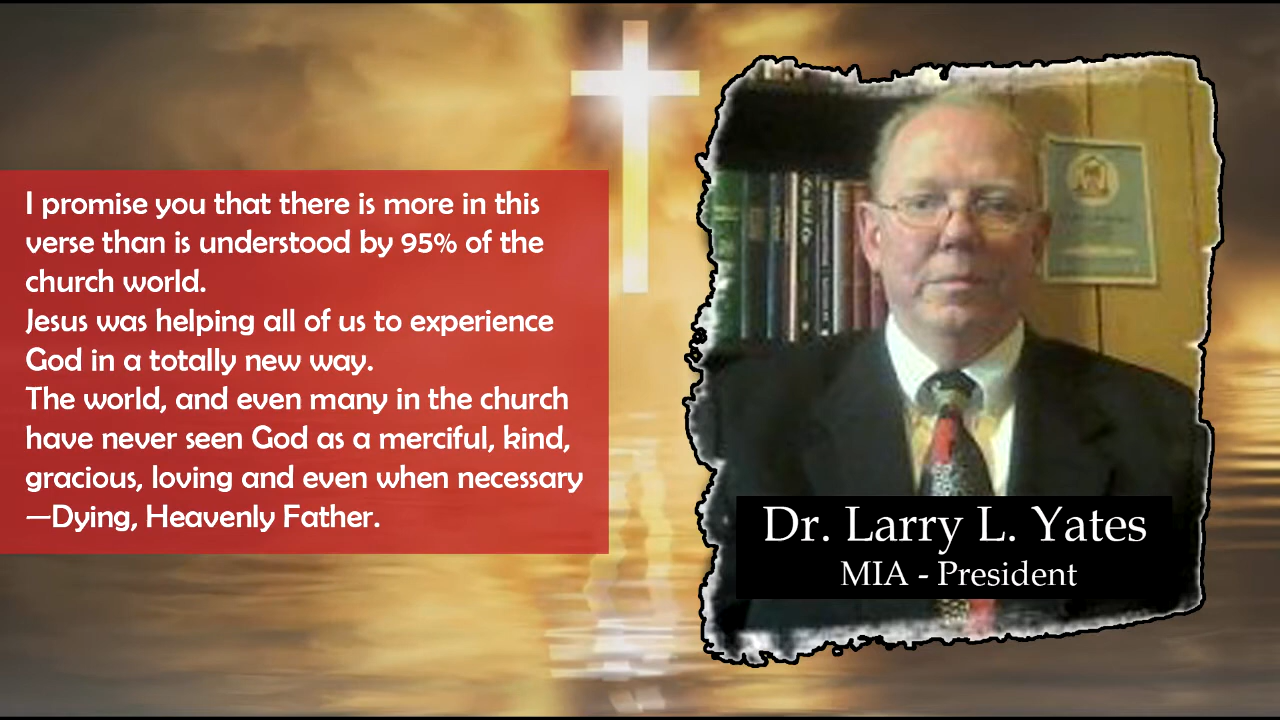 I promise you that there is more in this
verse than is understood by 95% of the
church world.
Jesus was helping all of us to experience
God in a totally new way.
The world, and even many in the church
have never seen God as a merciful, kind,
gracious, loving and even when necessary
—Dying, Heavenly Father.
Dr. Larry L. Yates
MIA - President